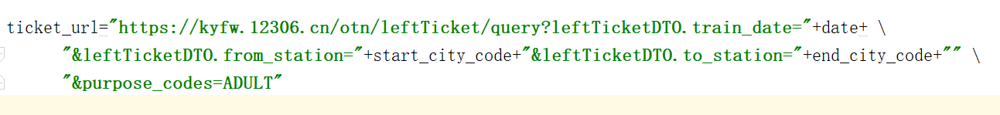 ticket_url="https://kyfw.12306.cn/otn/leftTicket/query?leftTicketDTO.train_date="+date+ \
"&leftTicketDTO.from_station="+start_city_code+"&leftTicketDTO.to_station="+end_city_code+"" \
"&purpose_codes=ADULT"